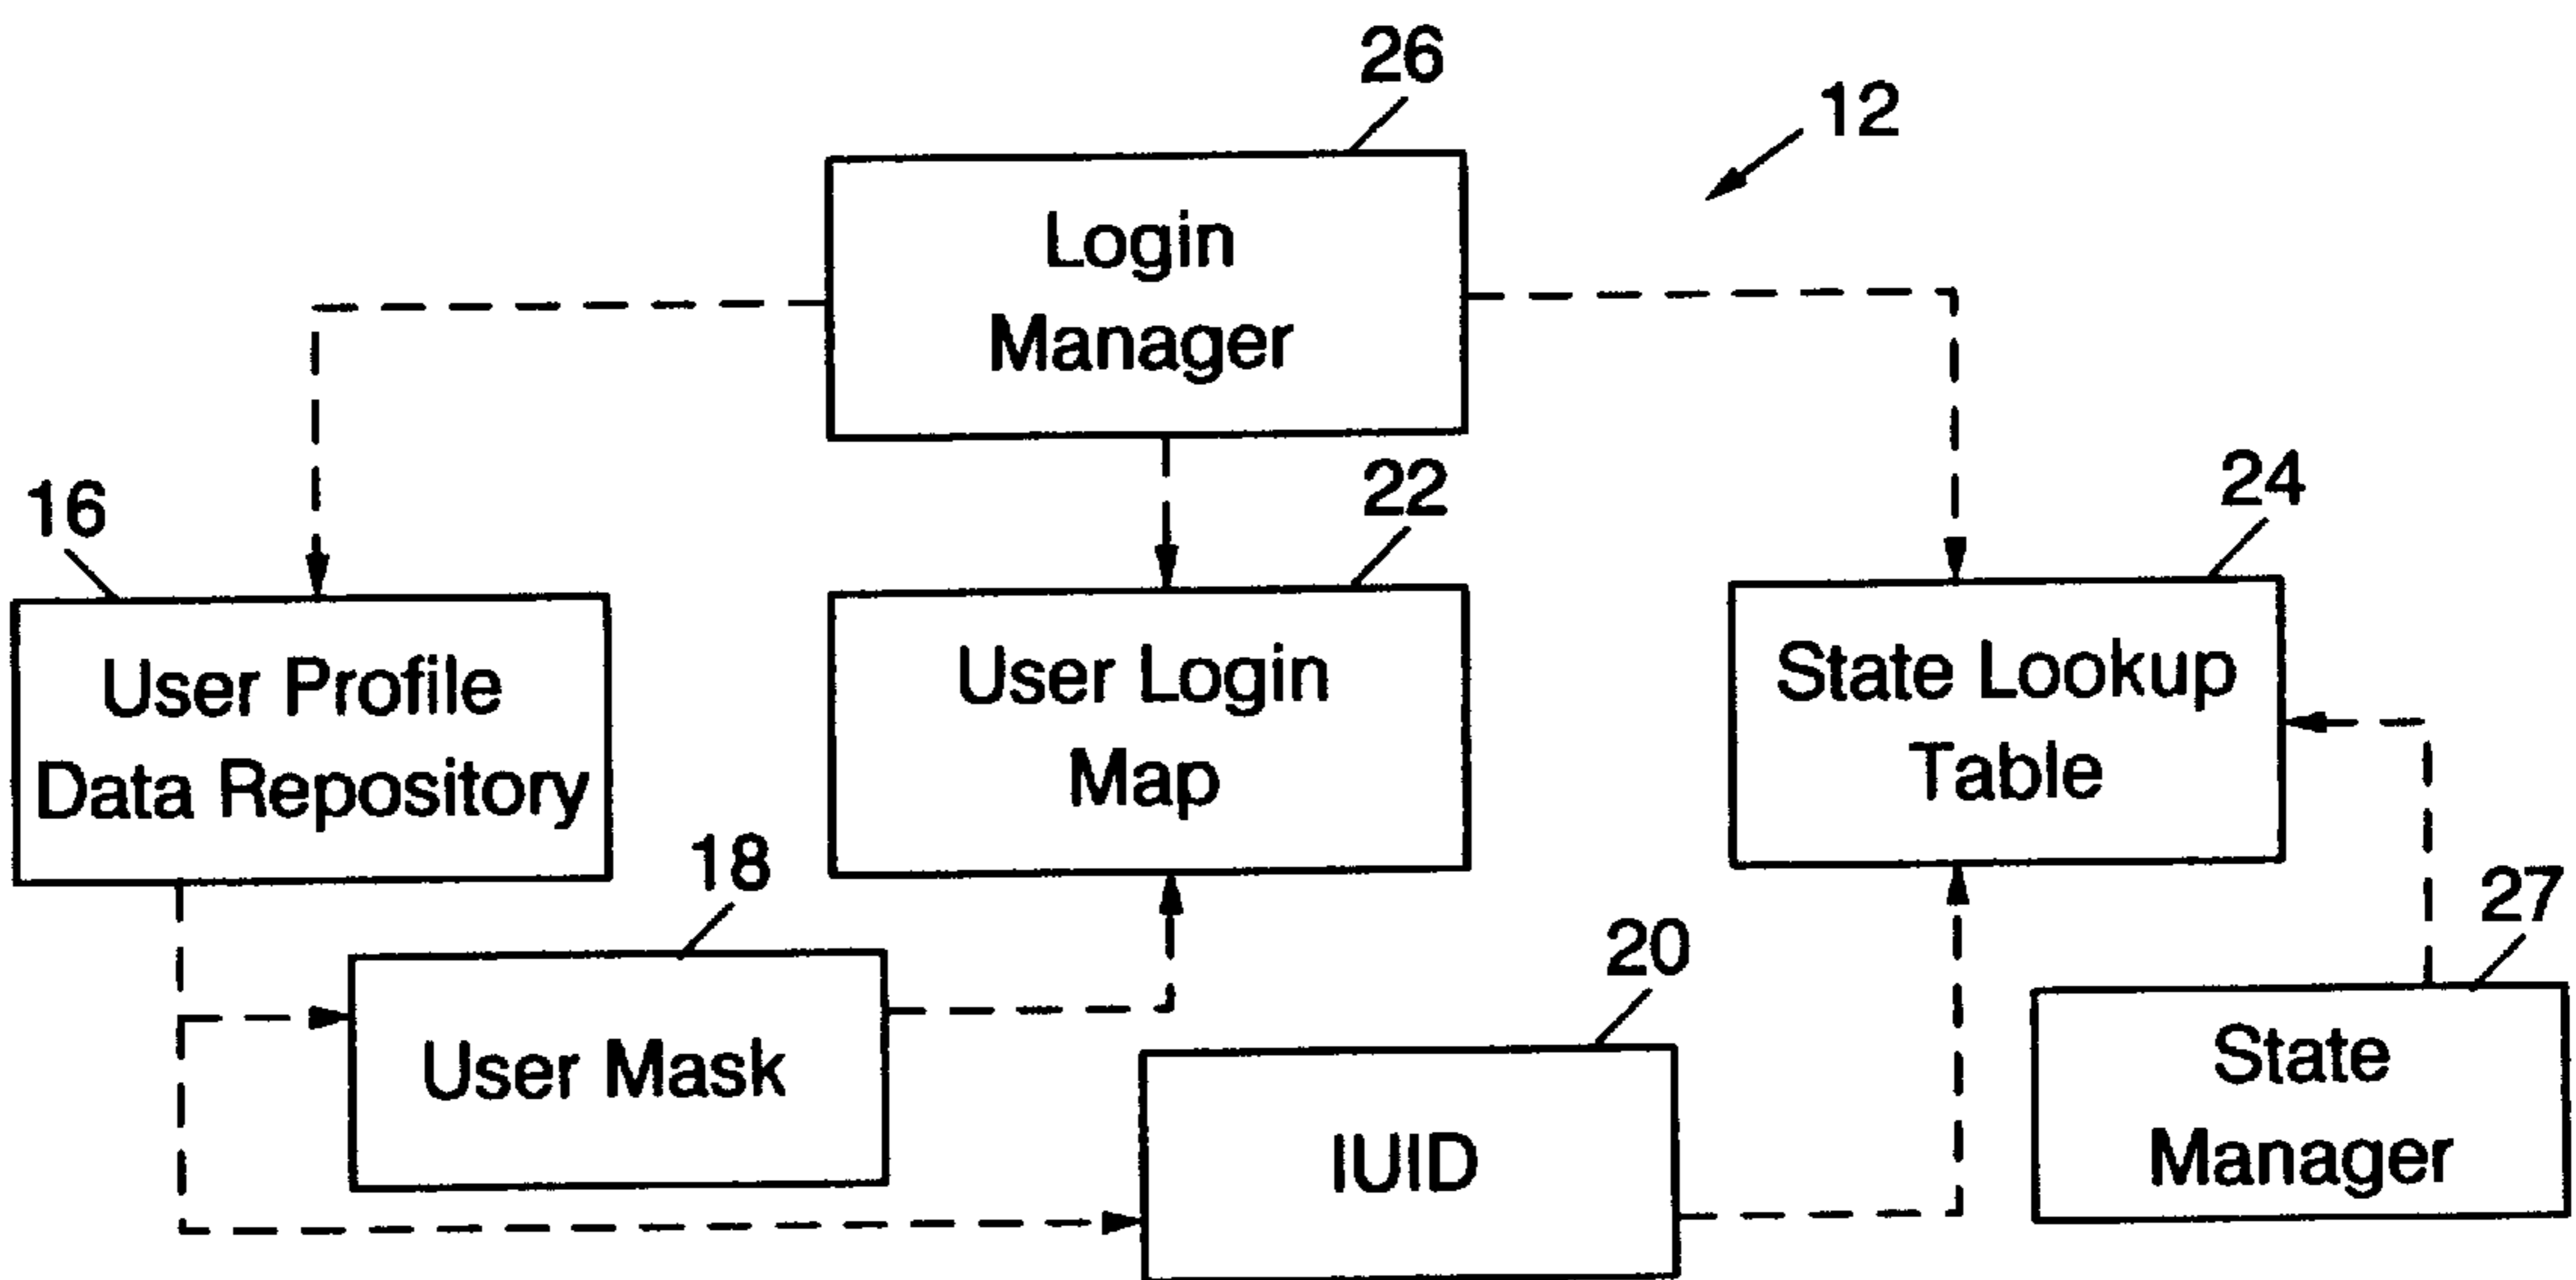 26
12
Login
Manager
16
22
24
User Profile
Data Repository
User Login
Map
State Lookup
Table
18
20
27
User Mask
IUID
State
Manager